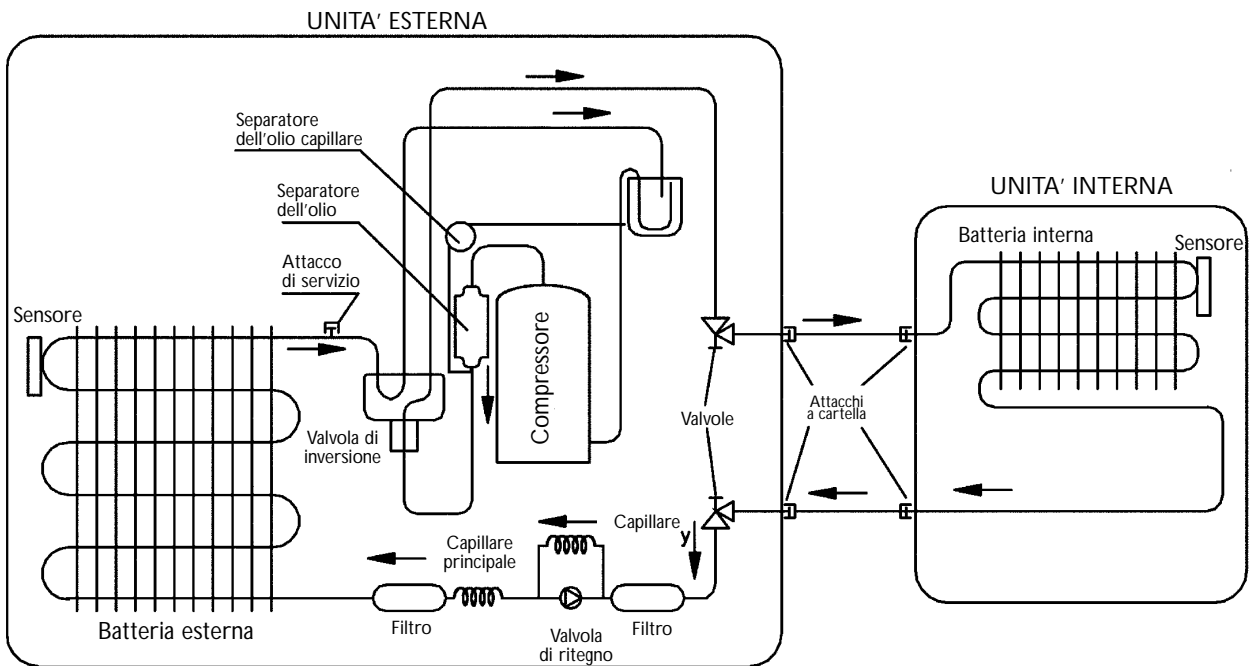 UNITA' ESTERNA
Separatore
dell'olio capillare
Separatore
dell'olio
Attacco
di servizio
Sensore
Compressore
Valvola di
inversione
Valvole
Attacchi
a cartella
UNITA' INTERNA
Batteria interna
Sensore
Capillare
y
Capillare
principale
Batteria esterna
Filtro
Valvola
di ritegno
Filtro